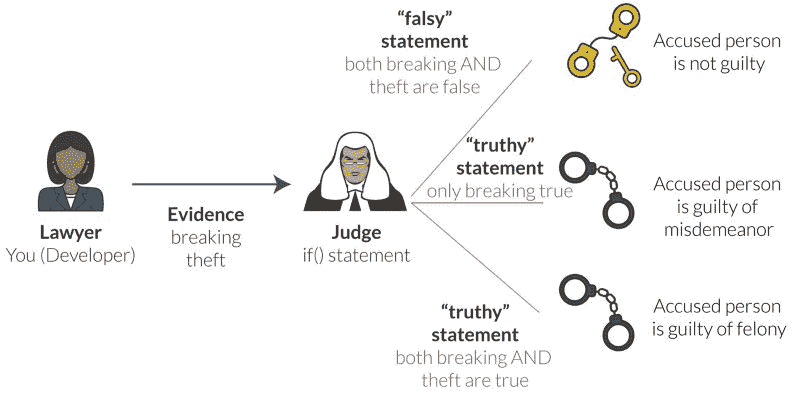 “falsy”
statement
both breaking AND
theft are false
Accused person
is not guilty
Lawyer
You (Developer)
Evidence
breaking
theft
Judge
if() statement
“truthy”
statement
only breaking true
Accused person
is guilty of
misdemeanor
“truthy”
statement
both breaking AND
theft are true
Accused person
is guilty of felony